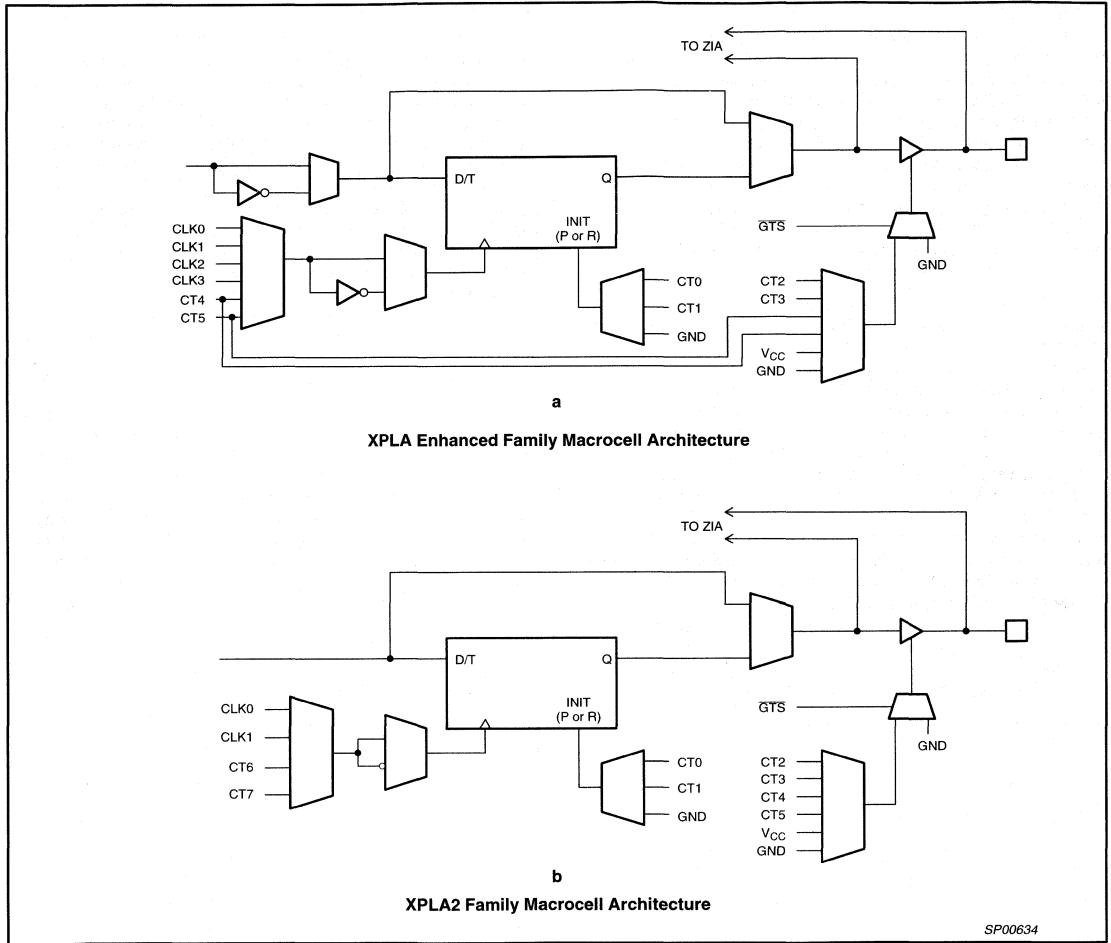 TO ZIA
D/T
Q
INIT
(P or R)
CLK0
CLK1
CLK2
CLK3
CT4
CT5
CT0
CT1
GND
GTS
GND
CT2
CT3
VCC
GND
a
XPLA Enhanced Family Macrocell Architecture
TO ZIA
D/T
Q
INIT
(P or R)
CLK0
CLK1
CT6
CT7
CT0
CT1
GND
GTS
GND
CT2
CT3
CT4
CT5
VCC
GND
b
XPLA2 Family Macrocell Architecture
SP00634